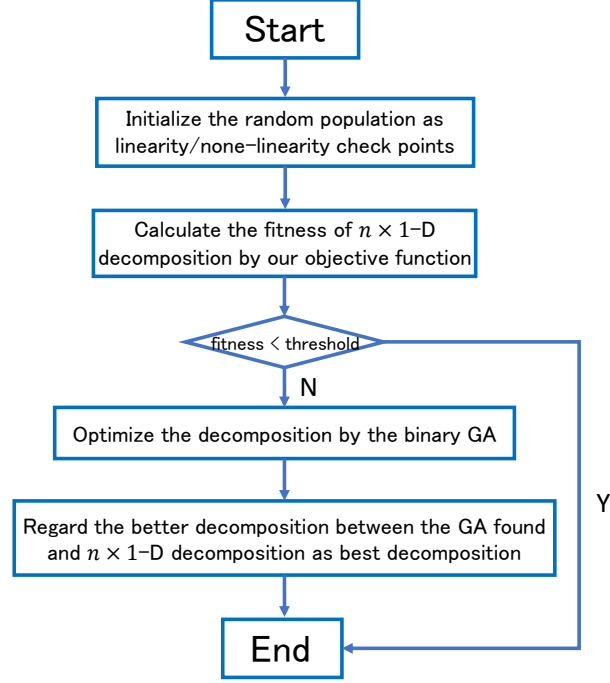 Start
Initialize the random population as
linearity/none-linearity check points
Calculate the fitness of n × 1-D
decomposition by our objective function
fitness < threshold
N
Optimize the decomposition by the binary GA
Y
Regard the better decomposition between the GA found
and n × 1-D decomposition as best decomposition
End